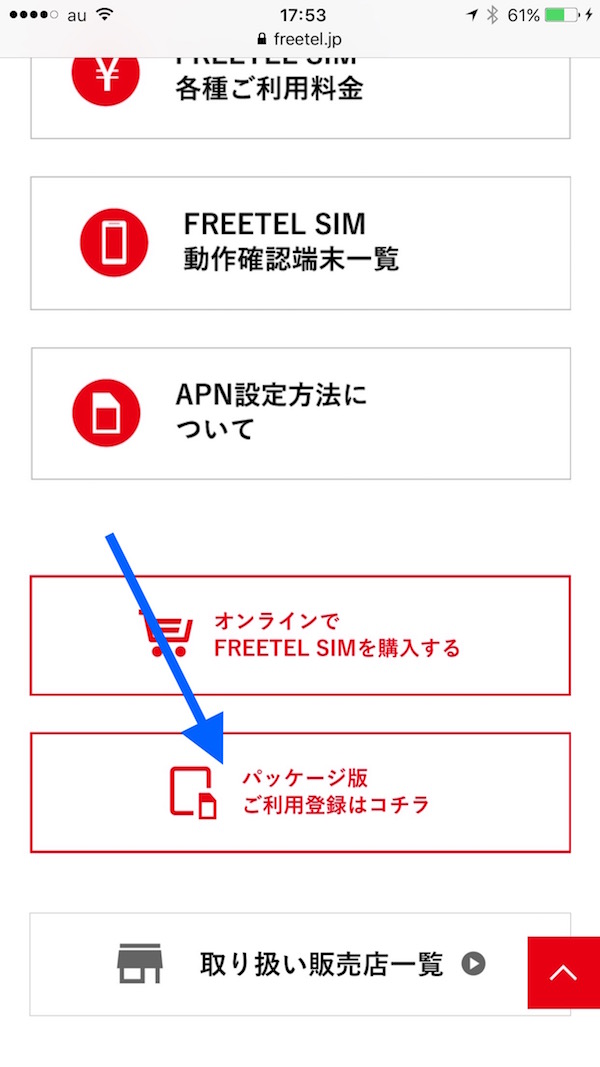 au 17:53 61%
freetel.jp
FREETEL SIM
各種ご利用料金
FREETEL SIM
動作確認端末一覧
APN設定方法に
ついて
オンラインで
FREETEL SIMを購入する
パッケージ版
ご利用登録はコチラ
取り扱い販売店一覧